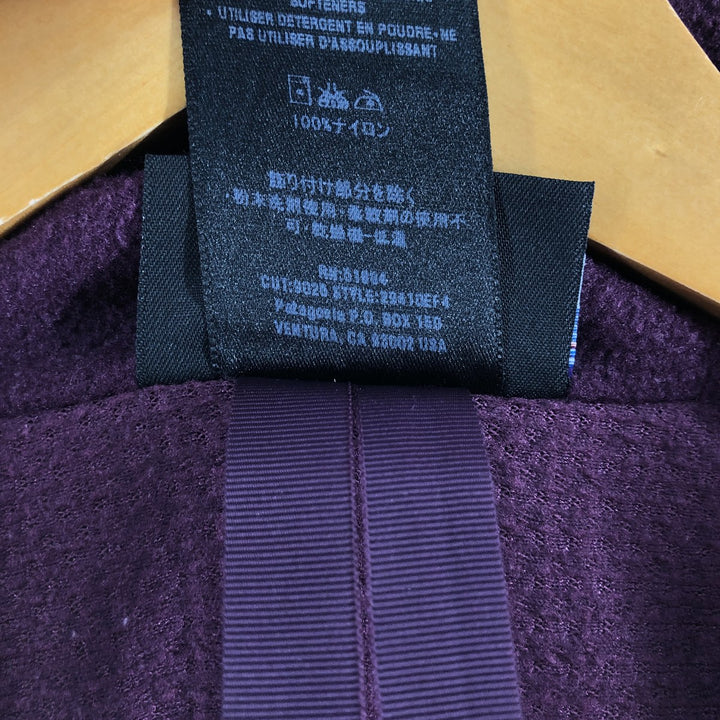 SOFTENERS
• UTILISER DETERGENT EN POUDRE-NE
PAS UTILISER D'ASSOUPLISSANT
100%ナイロン
飾り付け部分を除く
・粉末洗剤使用・柔軟剤の使用不
可・乾燥機-低温
RN:51884
STYLE:25410EF4
Patagonia P.O. BOX 150
VENTURA, CA 93002 USA